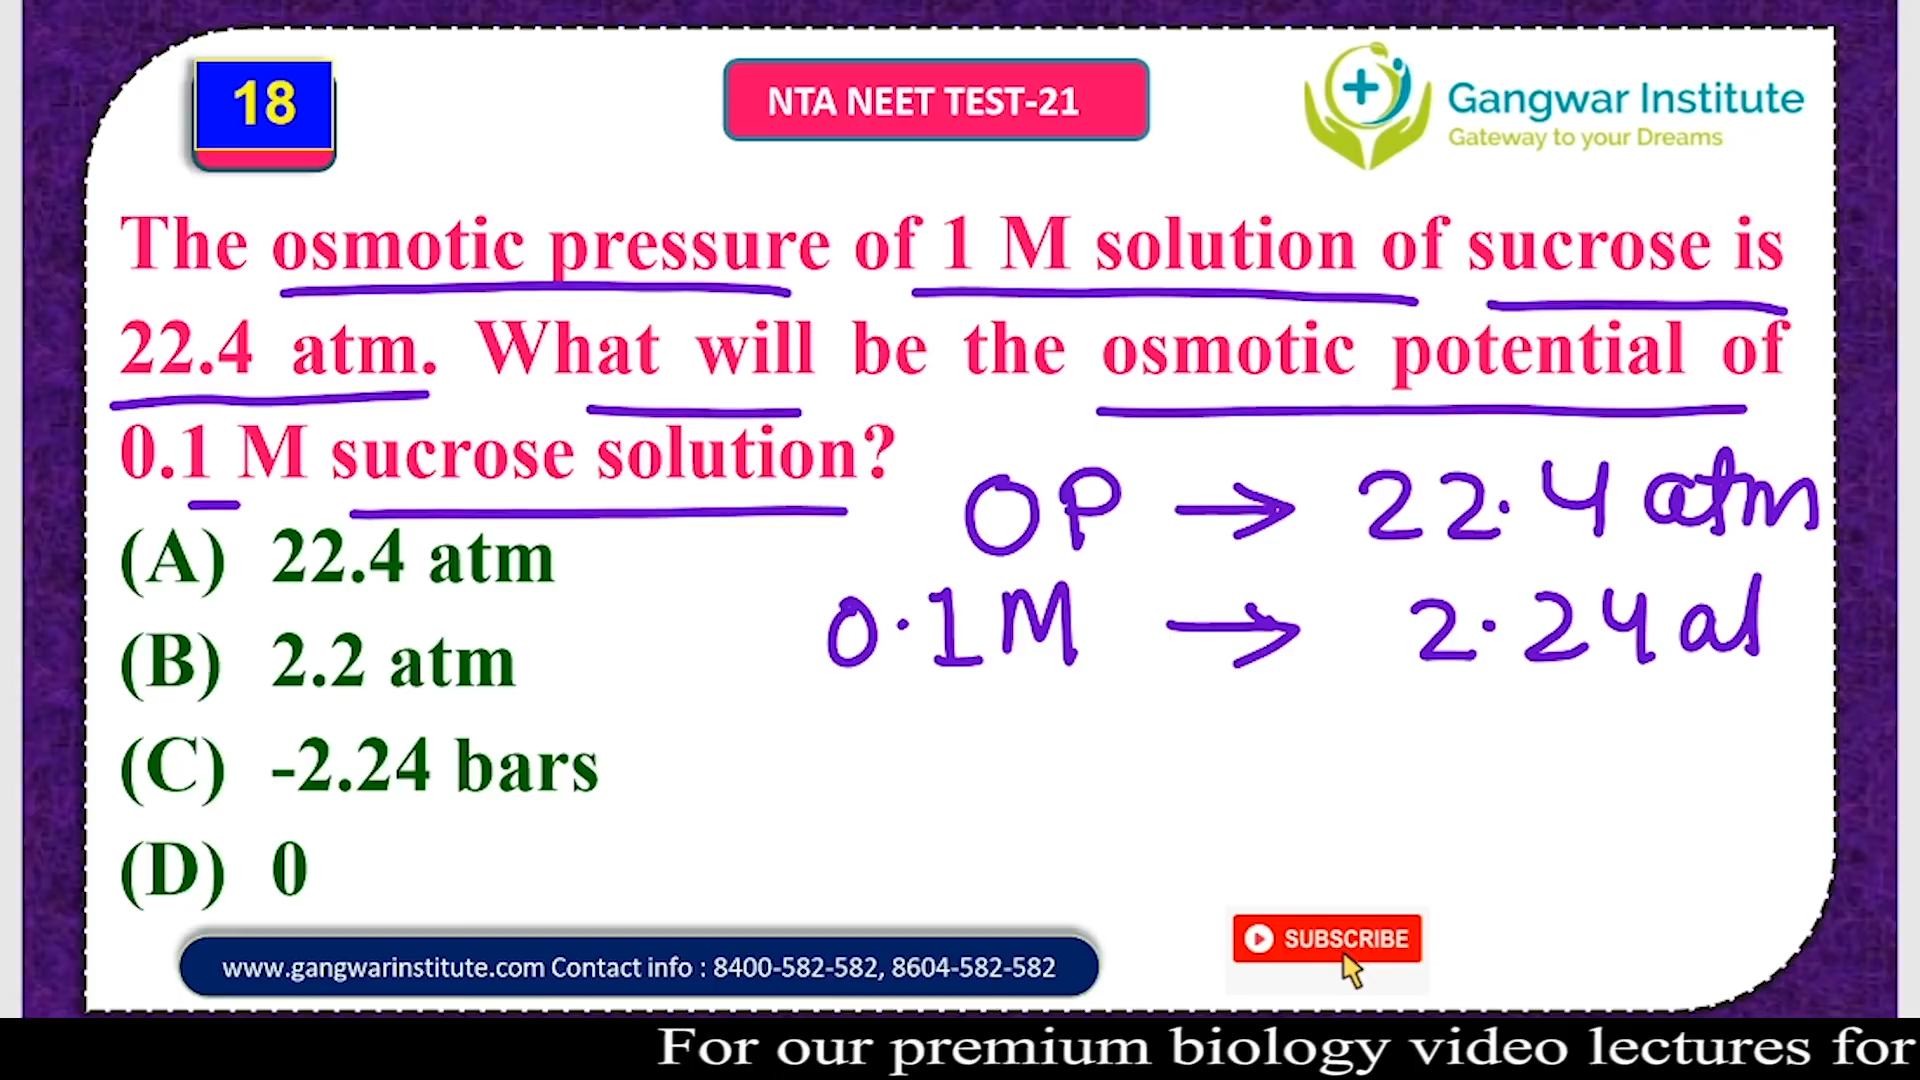 18
NTA NEET TEST-21
Gangwar Institute
Gateway to your Dreams
The osmotic pressure of 1 M solution of sucrose is
22.4 atm. What will be the osmotic potential of
0.1 M sucrose solution?
OP → 22.4 atm
(A) 22.4 atm
0.1M → 2.24 at
(B) 2.2 atm
(C) -2.24 bars
(D) 0
SUBSCRIBE
www.gangwarinstitute.com Contact info : 8400-582-582, 8604-582-582
For our premium biology video lectures for